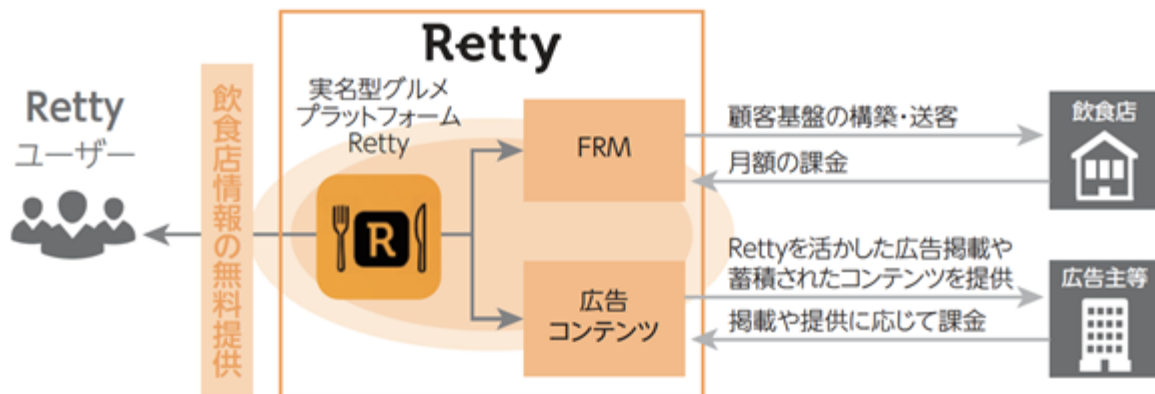 Retty
Retty
ユーザー
飲食店情報の無料提供
実名型グルメ
プラットフォーム
Retty
R
FRM
広告
コンテンツ
顧客基盤の構築・送客
月額の課金
飲食店
Rettyを活かした広告掲載や
蓄積されたコンテンツを提供
掲載や提供に応じて課金
広告主等